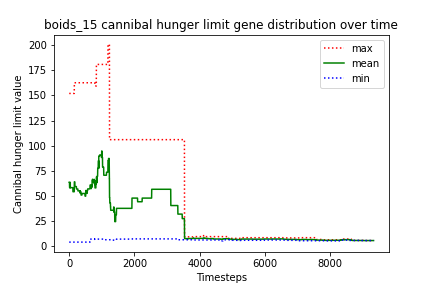 boids_15 cannibal hunger limit gene distribution over time
Cannibal hunger limit value
200
175
150
125
100
75
50
25
0
max
mean
min
0
2000
4000
6000
8000
Timesteps